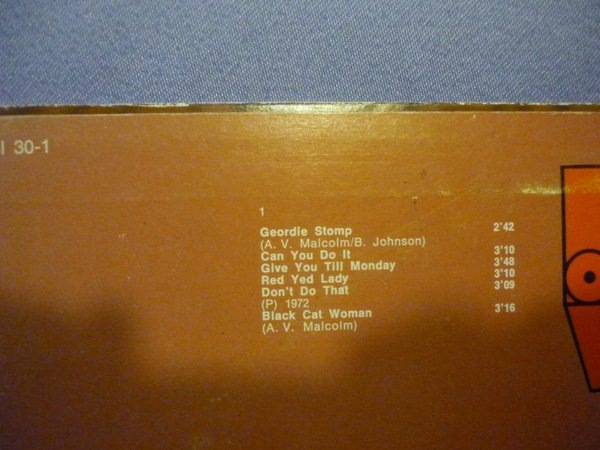 I 30-1
1
Geordie Stomp 2'42
(A. V. Malcolm/B. Johnson)
Can You Do It 3'10
Give You Till Monday 3'48
Red Yed Lady 3'10
Don't Do That 3'09
(P) 1972
Black Cat Woman 3'16
(A. V. Malcolm)